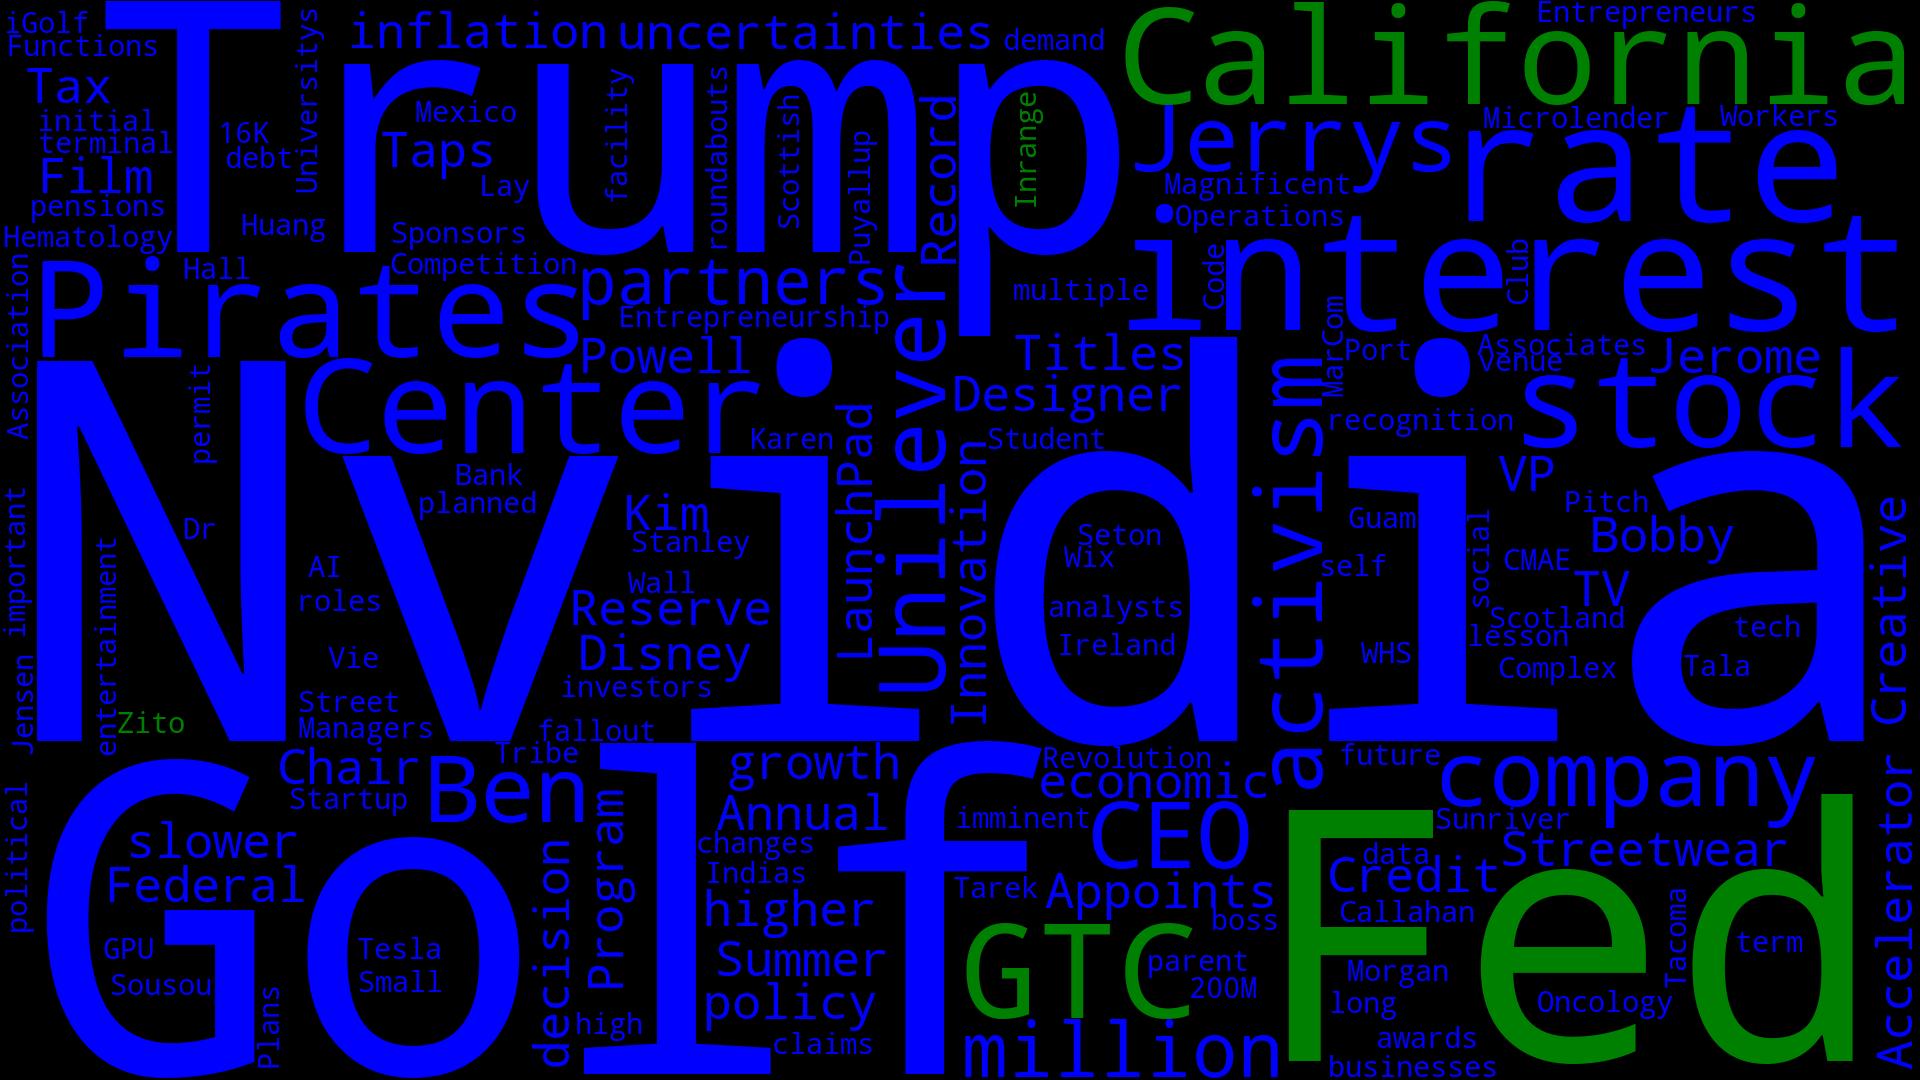 iGolf
Functions
Tax
initial
terminal
Film
pensions
Hematology
Trump
16K
debt
Universitys
Huang
inflation
uncertainties
demand
Mexico
Taps
Lay
Sponsors
Competition
facility
roundabouts
Scottish
Puyallup
Record
Inrange
California
Entrepreneurs
Jerrys
Microlender
Workers
rate
Magnificent
Operations
interest
Code
Club
multiple
Association
Hall
Pirates
partners
Entrepreneurship
Powell
Unilever
Titles
Designer
Student
MarCom
Port
Associates
Venue
Jerome
stock
recognition
Center
permit
Karen
Nvidia
Bank
planned
Kim
Stanley
Wall
Reserve
Disney
investors
fallout
LaunchPad
Innovation
activism
Dr
AI
roles
Vie
Street
Managers
important
Jensen
entertainment
Zito
Seton
Wix
analysts
Ireland
Guam
self
WHS
social
VP
Pitch
Bobby
CMAE
TV
Scotland
lesson
Complex
tech
Tala
Creative
political
Chair
Startup
Tribe
Ben
Golf
slower
Federal
GPU
Sousou
Plans
Tesla
Small
decision
Program
high
growth
Annual
changes
Indias
higher
Summer
policy
claims
Revolution
economic
imminent
CEO
Tarek
Appoints
boss
GTC
parent
200M
million
future
company
Sunriver
Streetwear
data
Credit
Callahan
Fed
Morgan
long
awards
businesses
Oncology
Tacoma
term
Accelerator